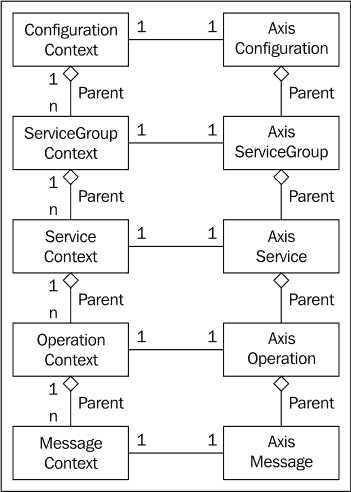 Configuration Context 1 1 Axis Configuration
1 Parent Parent
n
ServiceGroup Context 1 1 Axis ServiceGroup
1 Parent Parent
n
Service Context 1 1 Axis Service
1 Parent Parent
n
Operation Context 1 1 Axis Operation
1 Parent Parent
n
Message Context 1 1 Axis Message